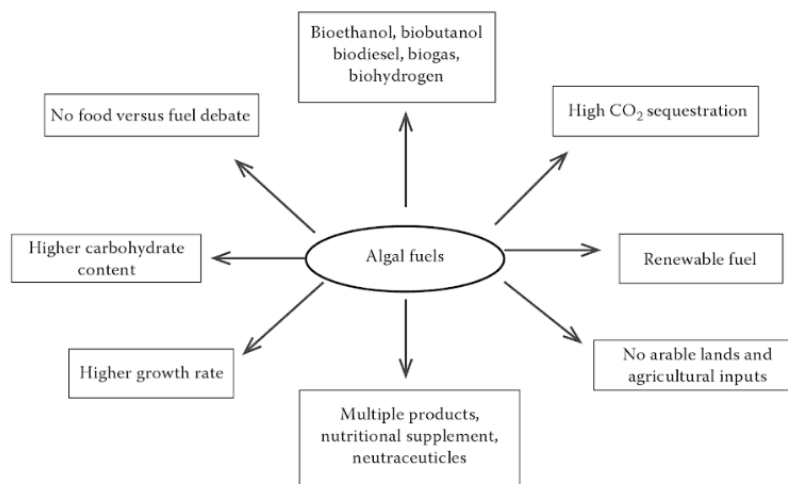 Bioethanol, biobutanol
biodiesel, biogas,
biohydrogen
No food versus fuel debate
High CO₂ sequestration
Higher carbohydrate
content
Algal fuels
Renewable fuel
Higher growth rate
No arable lands and
agricultural inputs
Multiple products,
nutritional supplement,
neutraceuticles